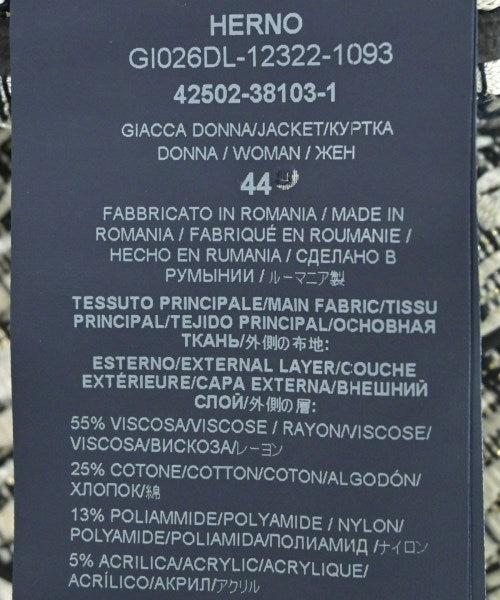 HERNO
GI026DL-12322-1093
42502-38103-1
GIACCA DONNA/JACKET/КУРТКА
DONNA / WOMAN / ЖЕН
44
FABBRICATO IN ROMANIA / MADE IN
ROMANIA / FABRIQUÉ EN ROUMANIE /
HECHO EN RUMANIA / СДЕЛАНО В
РУМЫНИИ / ルーマニア製
TESSUTO PRINCIPALE/MAIN FABRIC/TISSU
PRINCIPAL/TEJIDO PRINCIPAL/ОСНОВНАЯ
ТКАНЬ/外側の布地:
ESTERNO/EXTERNAL LAYER/COUCHE
EXTÉRIEURE/CAPA EXTERNA/ВНЕШНИЙ
СЛОЙ/外側の層:
55% VISCOSA/VISCOSE / RAYON/VISCOSE/
VISCOSA/ВИСКОЗА/レーヨン
25% COTONE/COTTON/COTON/ALGODÓN/
ХЛОПОК/綿
13% POLIAMMIDE/POLYAMIDE / NYLON/
POLYAMIDE/POLIAMIDA/ПОЛИАМИД /ナイロン
5% ACRILICA/ACRYLIC/ACRYLIQUE/
ACRÍLICO/АКРИЛ/アクリル